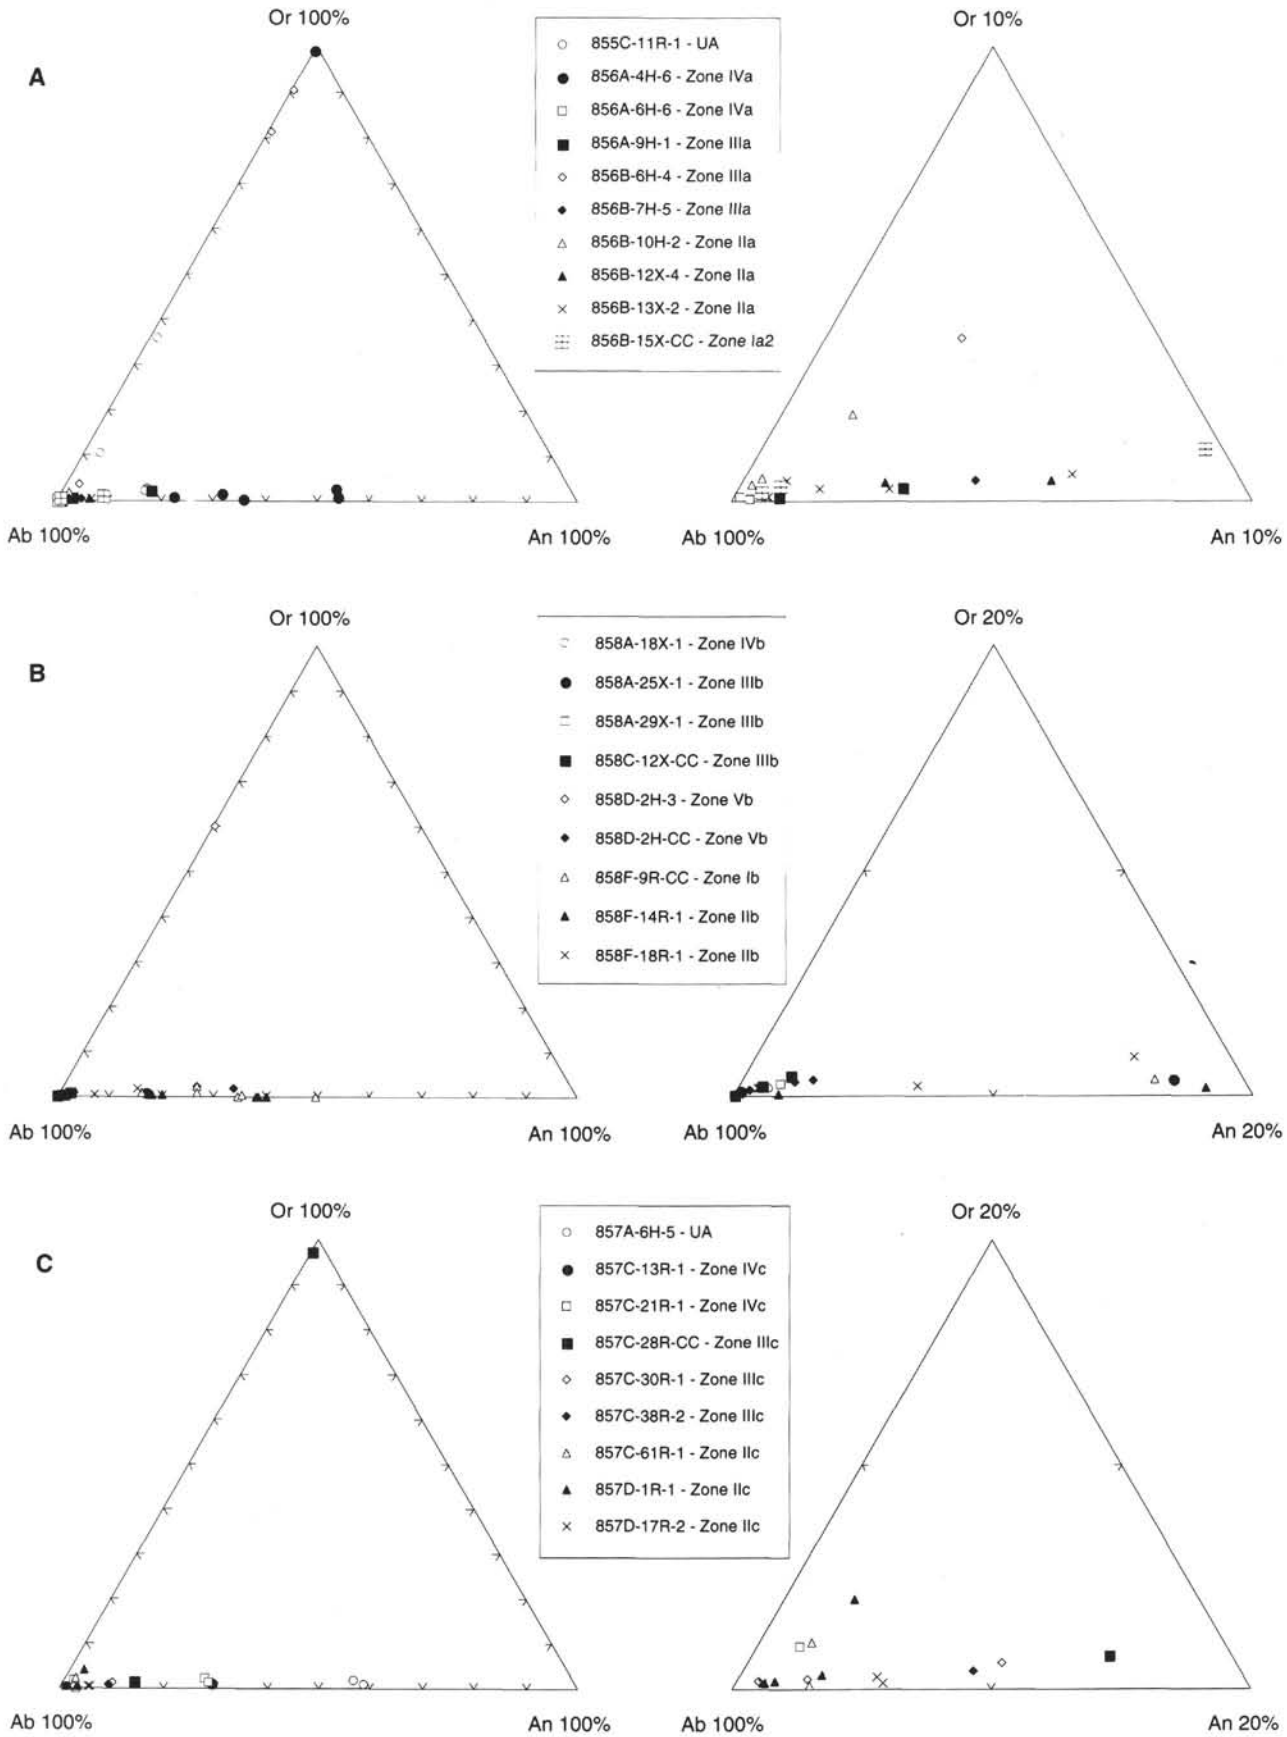 A
Or 100%
Ab 100%
An 100%
855C-11R-1 - UA
856A-4H-6 - Zone IVa
856A-6H-6 - Zone IVa
856A-9H-1 - Zone IIIa
856B-6H-4 - Zone IIIa
856B-7H-5 - Zone IIIa
856B-10H-2 - Zone IIa
856B-12X-4 - Zone IIa
856B-13X-2 - Zone IIa
856B-15X-CC - Zone Ia2
Or 10%
Ab 100%
An 10%
B
Or 100%
Ab 100%
An 100%
858A-18X-1 - Zone IVb
858A-25X-1 - Zone IIIb
858A-29X-1 - Zone IIIb
858C-12X-CC - Zone IIIb
858D-2H-3 - Zone Vb
858D-2H-CC - Zone Vb
858F-9R-CC - Zone Ib
858F-14R-1 - Zone IIb
858F-18R-1 - Zone IIb
Or 20%
Ab 100%
An 20%
C
Or 100%
Ab 100%
An 100%
857A-6H-5 - UA
857C-13R-1 - Zone IVc
857C-21R-1 - Zone IVc
857C-28R-CC - Zone IIIc
857C-30R-1 - Zone IIIc
857C-38R-2 - Zone IIIc
857C-61R-1 - Zone IIc
857D-1R-1 - Zone IIc
857D-17R-2 - Zone IIc
Or 20%
Ab 100%
An 20%